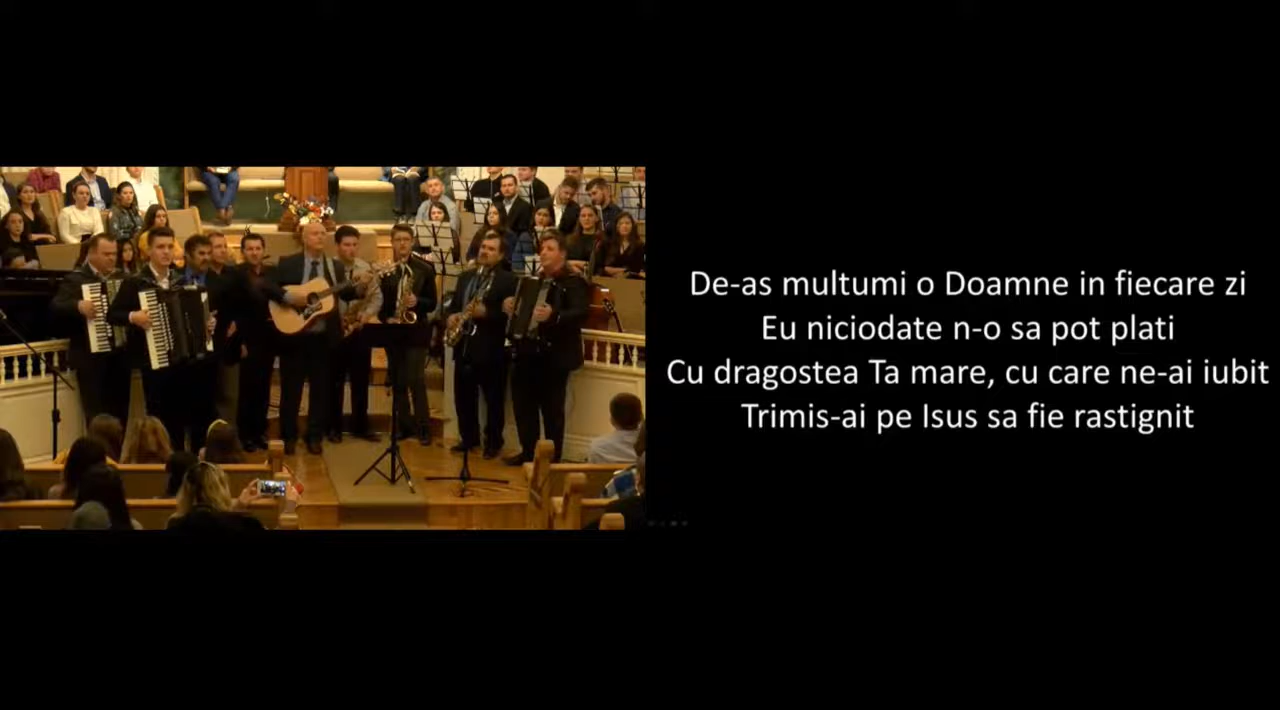 De-as multumi o Doamne in fiecare zi
Eu niciodate n-o sa pot plati
Cu dragostea Ta mare, cu care ne-ai iubit
Trimis-ai pe Isus sa fie rastignit